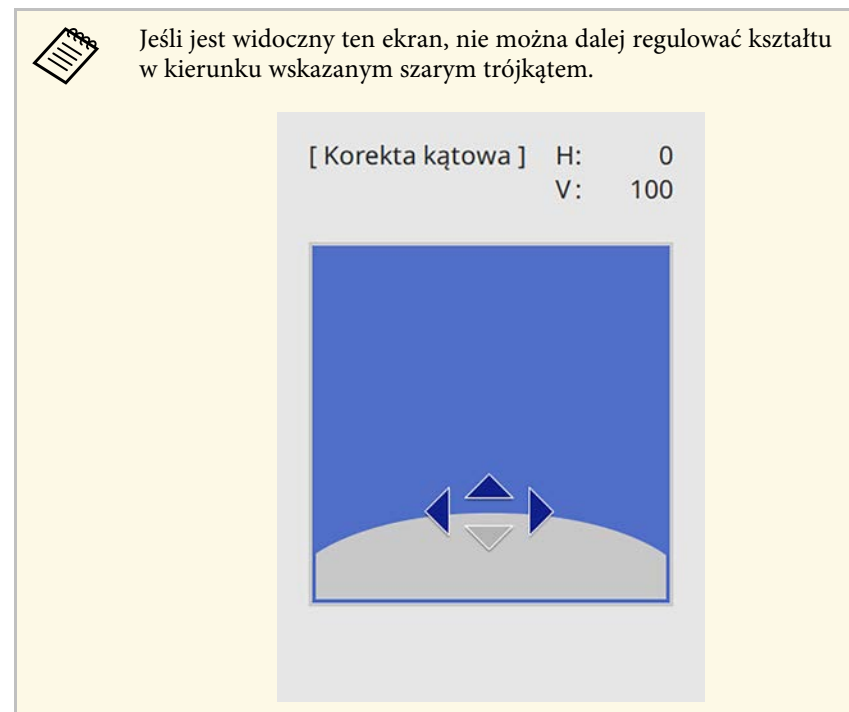 Jeśli jest widoczny ten ekran, nie można dalej regulować kształtu
w kierunku wskazanym szarym trójkątem.
[ Korekta kątowa ] H: 0
V: 100